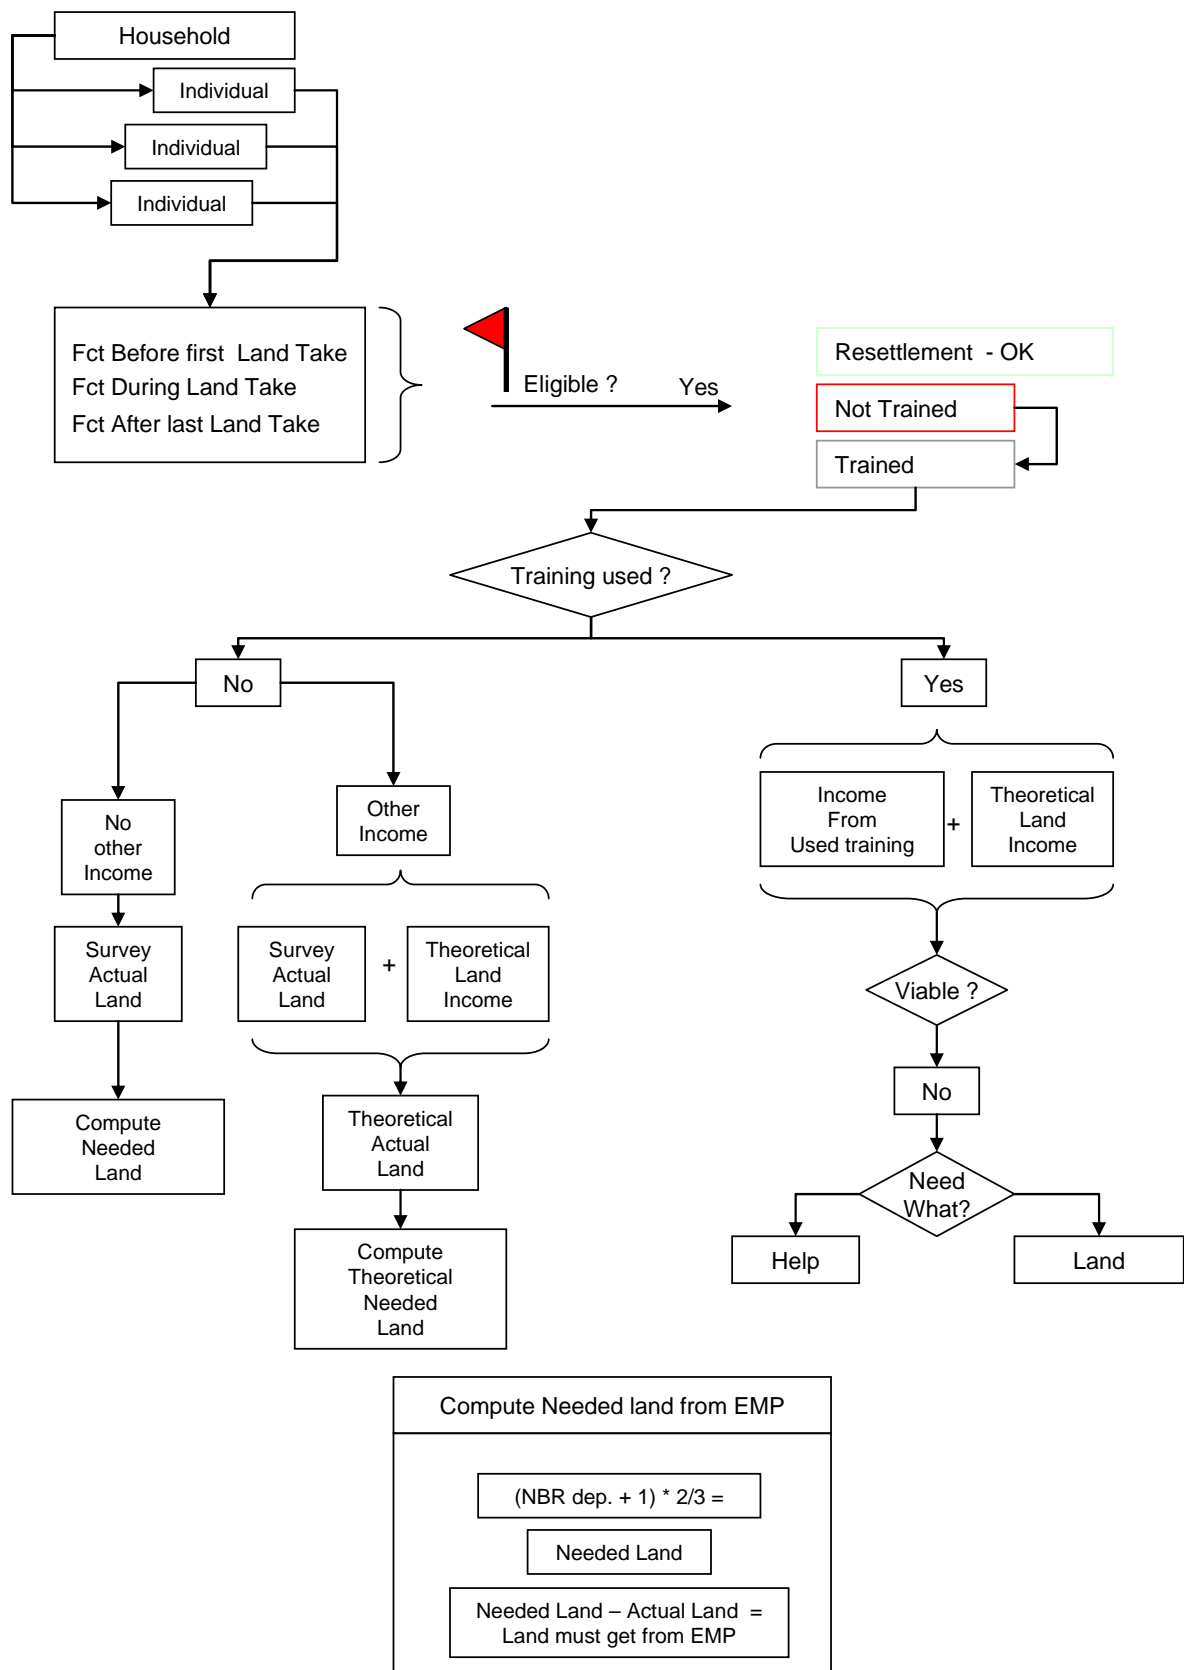 Household
Individual
Individual
Individual
Fct Before first  Land Take
Fct During Land Take
Fct After last Land Take
Eligible ?
Yes
Resettlement  - OK
Not Trained
Trained
Training used ?
No
Yes
No
other
Income
Other
Income
Income
From
Used training
+
Theoretical
Land
Income
Survey
Actual
Land
Survey
Actual
Land
+
Theoretical
Land
Income
Viable ?
No
Compute
Needed
Land
Theoretical
Actual
Land
Need
What?
Help
Land
Compute
Theoretical
Needed
Land
Compute Needed land from EMP
(NBR dep. + 1) * 2/3 =
Needed Land
Needed Land – Actual Land  =
Land must get from EMP